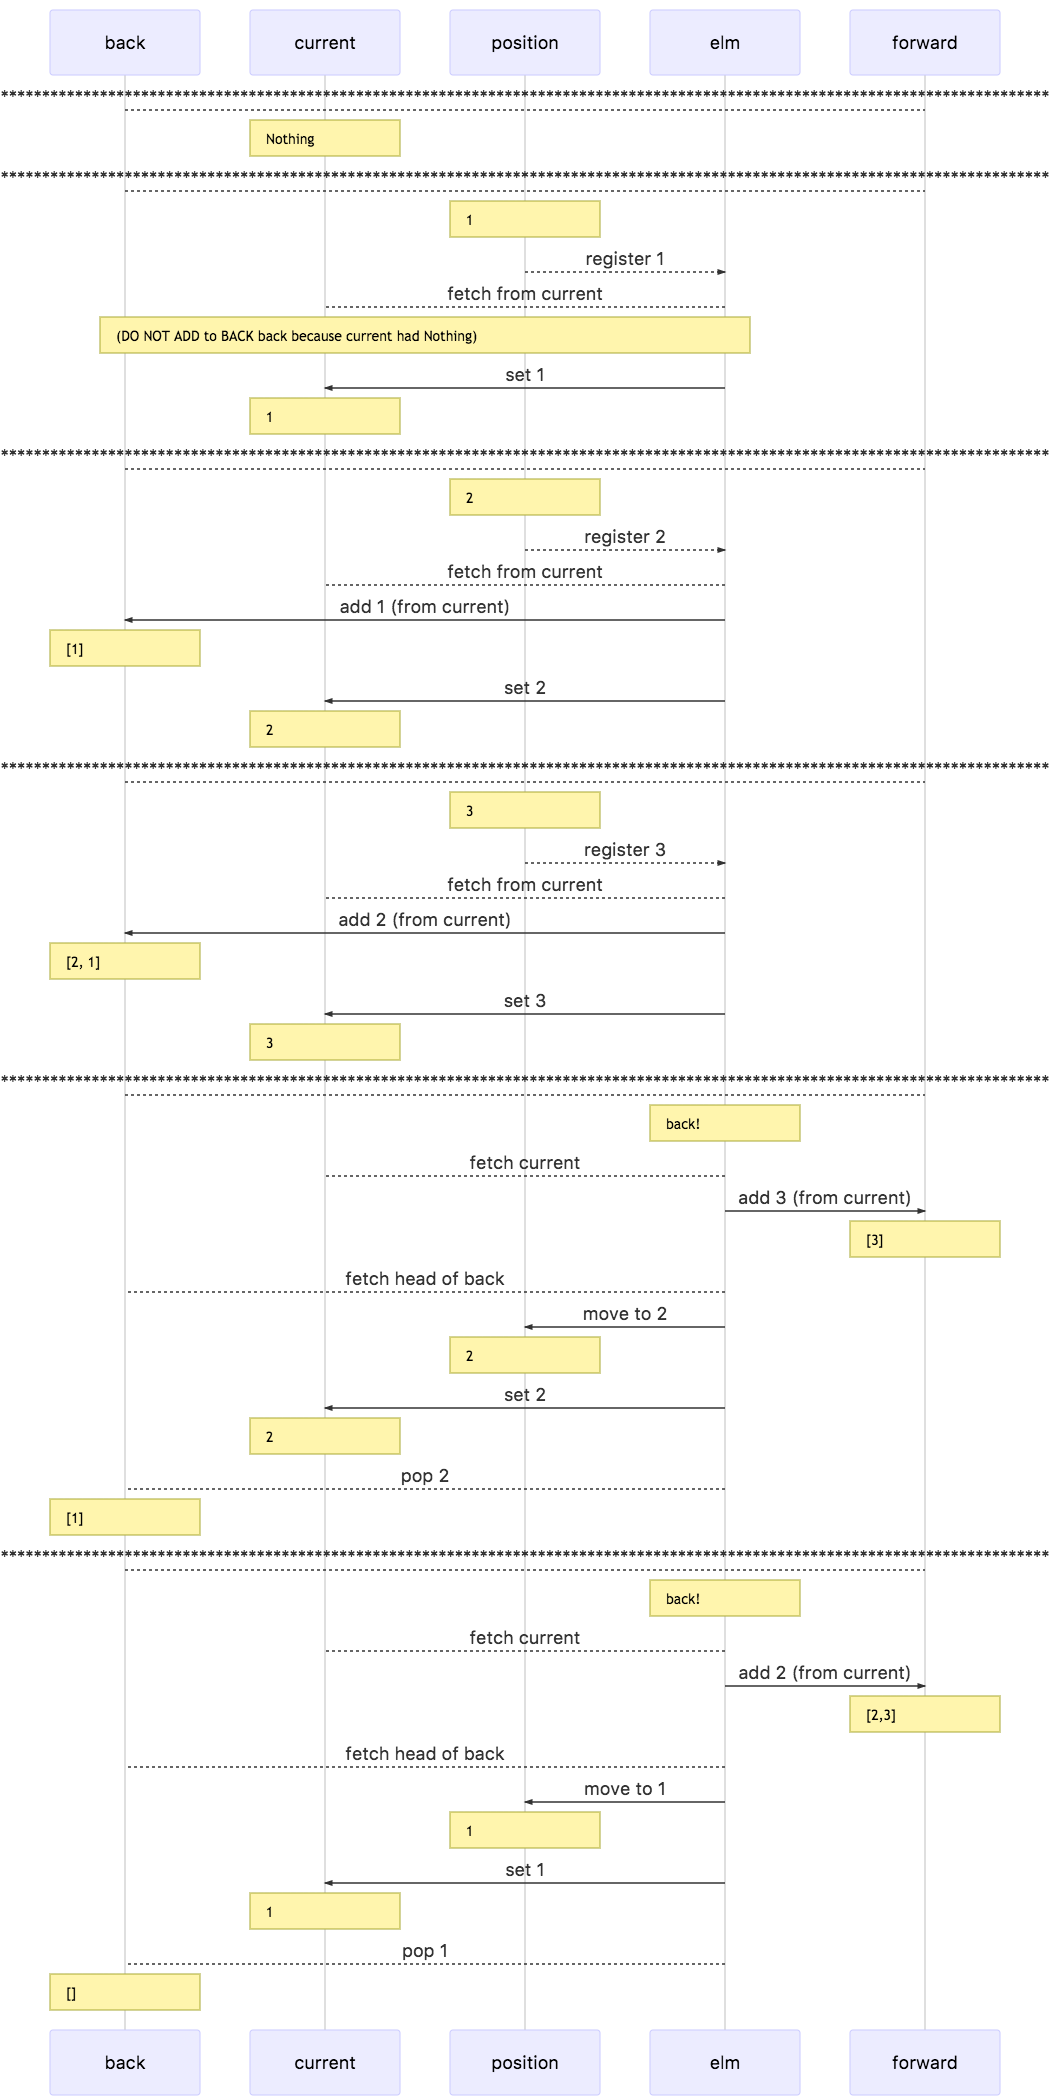 back current position elm forward
******************************************************************************************************************************
Nothing
******************************************************************************************************************************
1
register 1
fetch from current
(DO NOT ADD to BACK back because current had Nothing)
set 1
1
******************************************************************************************************************************
2
register 2
fetch from current
add 1 (from current)
[1]
set 2
2
******************************************************************************************************************************
3
register 3
fetch from current
add 2 (from current)
[2, 1]
set 3
3
******************************************************************************************************************************
back!
fetch current
add 3 (from current)
[3]
fetch head of back
move to 2
2
set 2
2
pop 2
[1]
******************************************************************************************************************************
back!
fetch current
add 2 (from current)
[2,3]
fetch head of back
move to 1
1
set 1
1
pop 1
[]
back current position elm forward